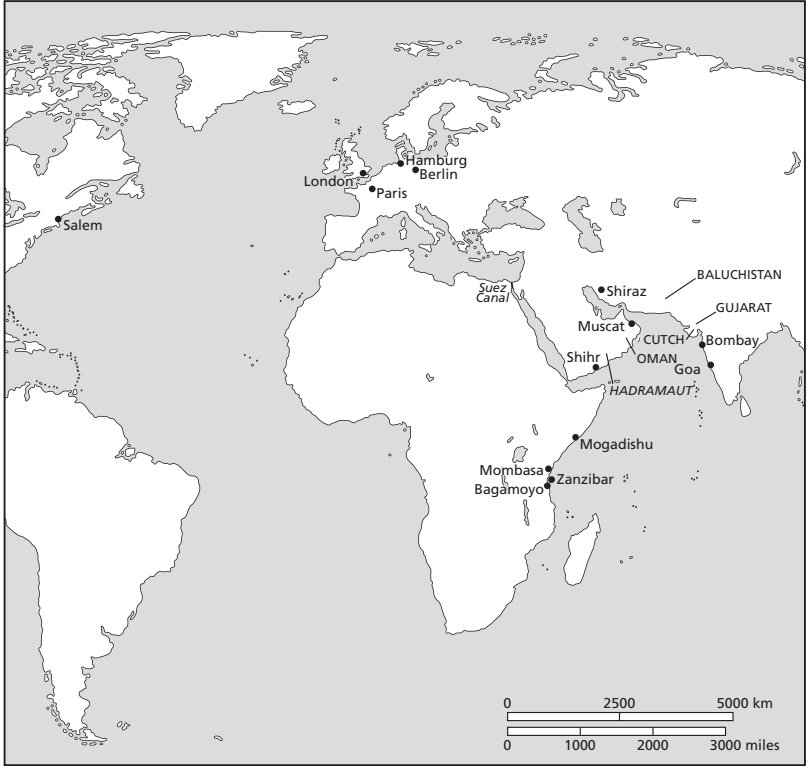 Hamburg
Berlin
London
Paris
Salem
Suez
Canal
BALUCHISTAN
Shiraz
GUJARAT
Muscat
CUTCH
Bombay
OMAN
Shihr
Goa
HADRAMAUT
Mogadishu
Mombasa
Zanzibar
Bagamoyo
0 2500 5000 km
0 1000 2000 3000 miles